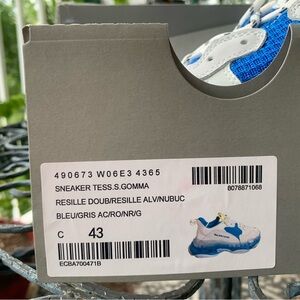 490673 W06E3 4365
SNEAKER TESS.S.GOMMA
8078871068
RESILLE DOUB/RESILLE ALV/NUBUC
BLEU/GRIS AC/RO/NR/G
C 43
ECBA700471B